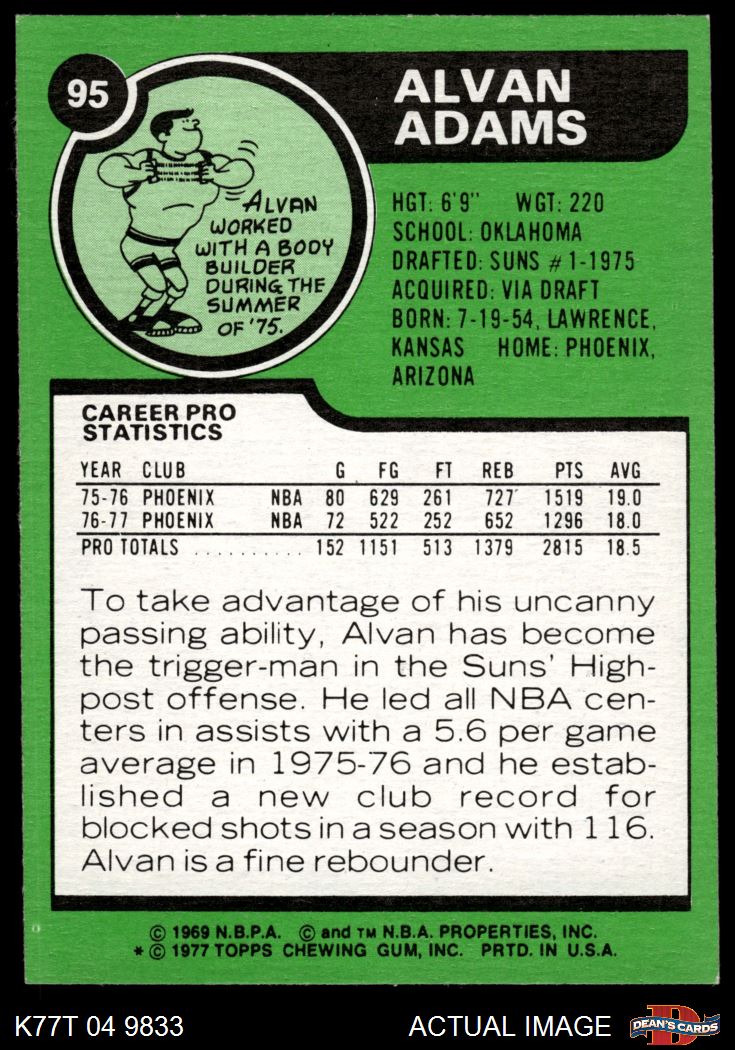 95
ALVAN
ADAMS
ALVAN
WORKED
WITH A BODY
BUILDER
DURING THE
SUMMER
OF '75.
HGT: 6'9" WGT: 220
SCHOOL: OKLAHOMA
DRAFTED: SUNS #1-1975
ACQUIRED: VIA DRAFT
BORN: 7-19-54, LAWRENCE,
KANSAS HOME: PHOENIX,
ARIZONA
CAREER PRO
STATISTICS
YEAR CLUB G FG FT REB PTS AVG
75-76 PHOENIX NBA 80 629 261 727 1519 19.0
76-77 PHOENIX NBA 72 522 252 652 1296 18.0
PRO TOTALS .......... 152 1151 513 1379 2815 18.5
To take advantage of his uncanny
passing ability, Alvan has become
the trigger-man in the Suns' High-
post offense. He led all NBA cen-
ters in assists with a 5.6 per game
average in 1975-76 and he estab-
lished a new club record for
blocked shots in a season with 116.
Alvan is a fine rebounder.
© 1969 N.B.P.A. © and TM N.B.A. PROPERTIES, INC.
* © 1977 TOPPS CHEWING GUM, INC. PRTD. IN U.S.A.
K77T 04 9833 ACTUAL IMAGE DEAN'S CARDS